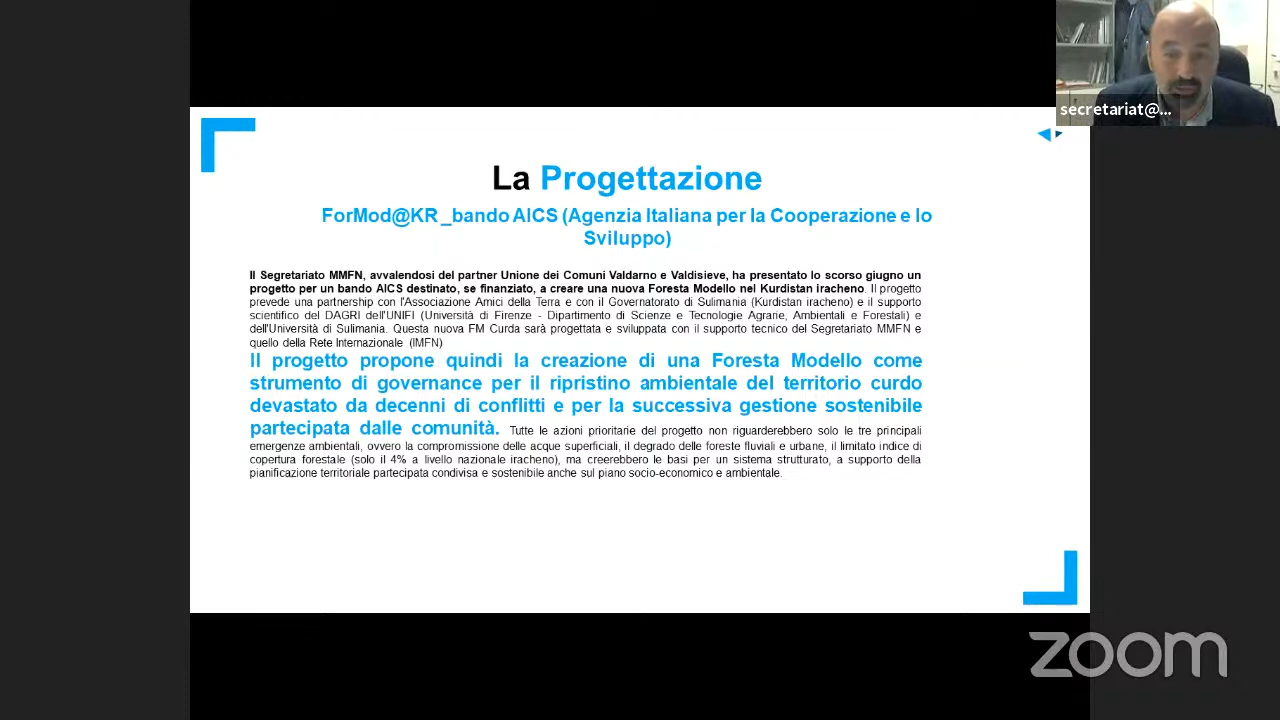 secretariat@...
La Progettazione
ForMod@KR_bando AICS (Agenzia Italiana per la Cooperazione e lo
Sviluppo)
Il Segretariato MMFN, avvalendosi del partner Unione dei Comuni Valdarno e Valdisieve, ha presentato lo scorso giugno un
progetto per un bando AICS destinato, se finanziato, a creare una nuova Foresta Modello nel Kurdistan iracheno. Il progetto
prevede una partnership con l'Associazione Amici della Terra e con il Governatorato di Sulimania (Kurdistan iracheno) e il supporto
scientifico del DAGRI dell'UNIFI (Università di Firenze - Dipartimento di Scienze e Tecnologie Agrarie, Ambientali e Forestali) e
dell'Università di Sulimania. Questa nuova FM Curda sarà progettata e sviluppata con il supporto tecnico del Segretariato MMFN e
quello della Rete Internazionale (IMFN)
Il progetto propone quindi la creazione di una Foresta Modello come
strumento di governance per il ripristino ambientale del territorio curdo
devastato da decenni di conflitti e per la successiva gestione sostenibile
partecipata dalle comunità. Tutte le azioni prioritarie del progetto non riguarderebbero solo le tre principali
emergenze ambientali, ovvero la compromissione delle acque superficiali, il degrado delle foreste fluviali e urbane, il limitato indice di
copertura forestale (solo il 4% a livello nazionale iracheno), ma creerebbero le basi per un sistema strutturato, a supporto della
pianificazione territoriale partecipata condivisa e sostenibile anche sul piano socio-economico e ambientale.
zoom